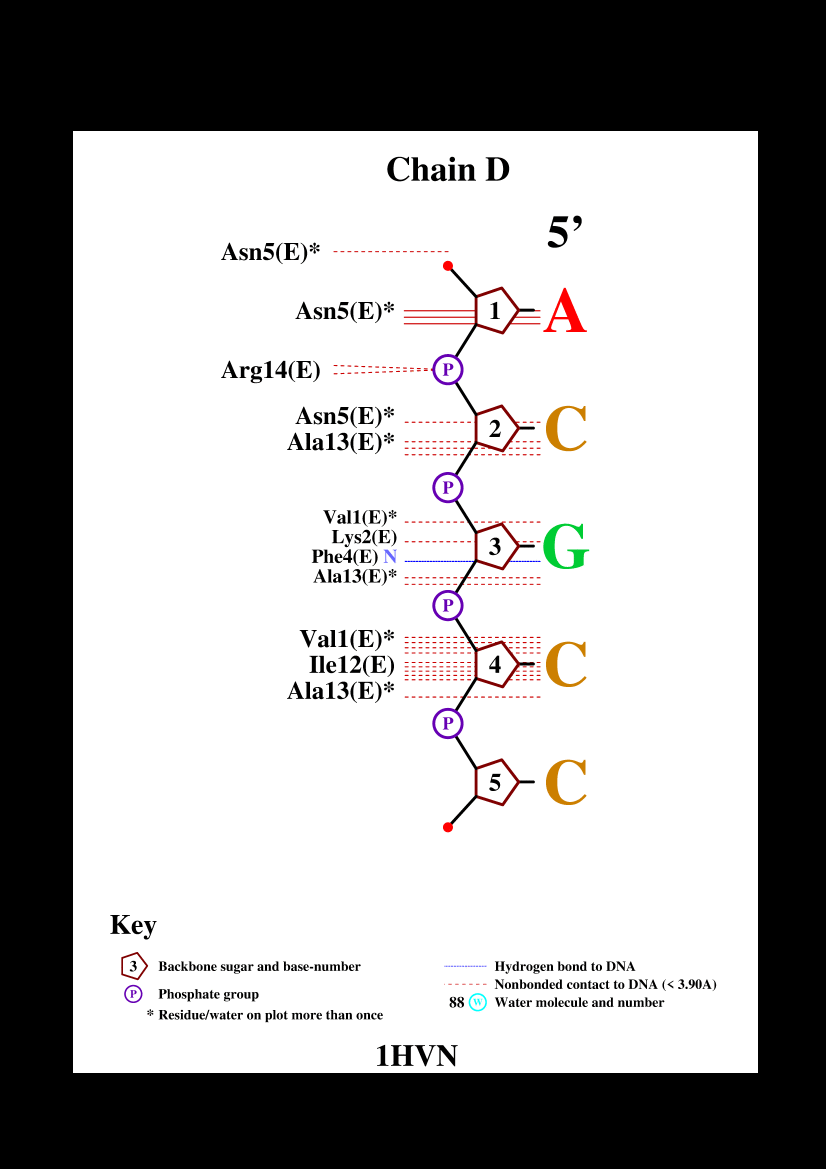 Chain D
5’
Asn5(E)*
Asn5(E)* 1 A
Arg14(E) P
Asn5(E)*
Ala13(E)* 2 C
P
Val1(E)*
Lys2(E)
Phe4(E) N 3 G
Ala13(E)*
P
Val1(E)*
Ile12(E) 4 C
Ala13(E)*
P
5 C
Key
3 Backbone sugar and base-number
P Phosphate group
* Residue/water on plot more than once
Hydrogen bond to DNA
Nonbonded contact to DNA (< 3.90A)
88 W Water molecule and number
1HVN